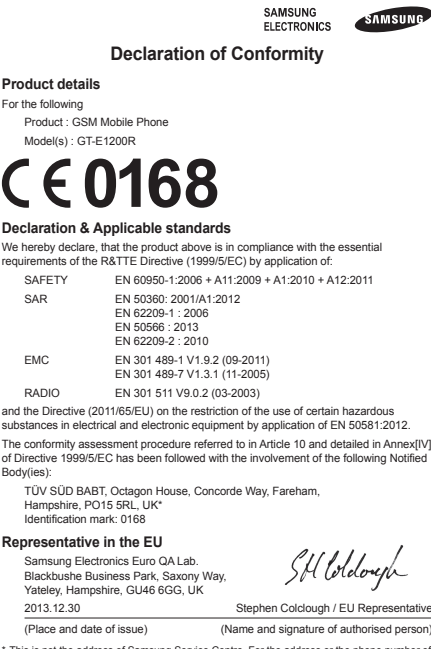 SAMSUNG
ELECTRONICS
SAMSUNG
Declaration of Conformity
Product details
For the following
Product : GSM Mobile Phone
Model(s) : GT-E1200R
CE 0168
Declaration & Applicable standards
We hereby declare, that the product above is in compliance with the essential
requirements of the R&TTE Directive (1999/5/EC) by application of:
SAFETY EN 60950-1:2006 + A11:2009 + A1:2010 + A12:2011
SAR EN 50360: 2001/A1:2012
EN 62209-1 : 2006
EN 50566 : 2013
EN 62209-2 : 2010
EMC EN 301 489-1 V1.9.2 (09-2011)
EN 301 489-7 V1.3.1 (11-2005)
RADIO EN 301 511 V9.0.2 (03-2003)
and the Directive (2011/65/EU) on the restriction of the use of certain hazardous
substances in electrical and electronic equipment by application of EN 50581:2012.
The conformity assessment procedure referred to in Article 10 and detailed in Annex[IV]
of Directive 1999/5/EC has been followed with the involvement of the following Notified
Body(ies):
TÜV SÜD BABT, Octagon House, Concorde Way, Fareham,
Hampshire, PO15 5RL, UK*
Identification mark: 0168
Representative in the EU
Samsung Electronics Euro QA Lab.
Blackbushe Business Park, Saxony Way,
Yateley, Hampshire, GU46 6GG, UK
2013.12.30 Stephen Colclough / EU Representative
(Place and date of issue) (Name and signature of authorised person)
* This is not the address of Samsung Service Centre. For the address or the phone number of